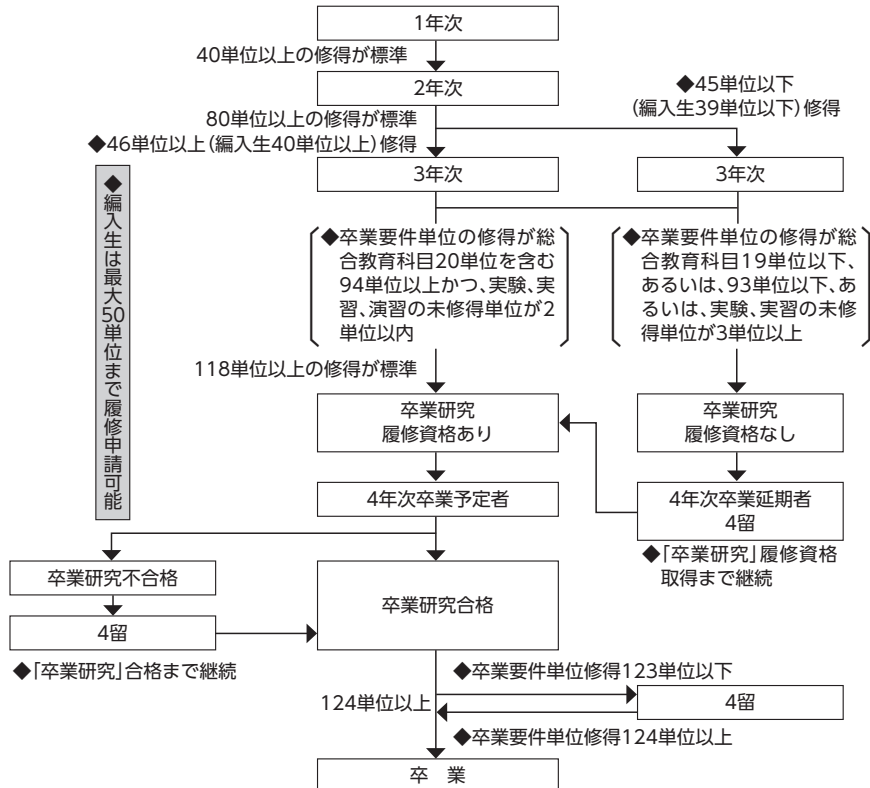 1年次
40単位以上の修得が標準
2年次
80単位以上の修得が標準
◆46単位以上(編入生40単位以上)修得
◆45単位以下
(編入生39単位以下)修得
3年次
3年次
◆編入生は最大50単位まで履修申請可能
◆卒業要件単位の修得が総
合教育科目20単位を含む
94単位以上かつ、実験、実
習、演習の未修得単位が2
単位以内
◆卒業要件単位の修得が総
合教育科目19単位以下、
あるいは、93単位以下、あ
るいは、実験、実習の未修
得単位が3単位以上
118単位以上の修得が標準
卒業研究
履修資格あり
卒業研究
履修資格なし
4年次卒業予定者
4年次卒業延期者
4留
◆「卒業研究」履修資格
取得まで継続
卒業研究不合格
卒業研究合格
4留
◆「卒業研究」合格まで継続
◆卒業要件単位修得123単位以下
124単位以上
4留
◆卒業要件単位修得124単位以上
卒 業